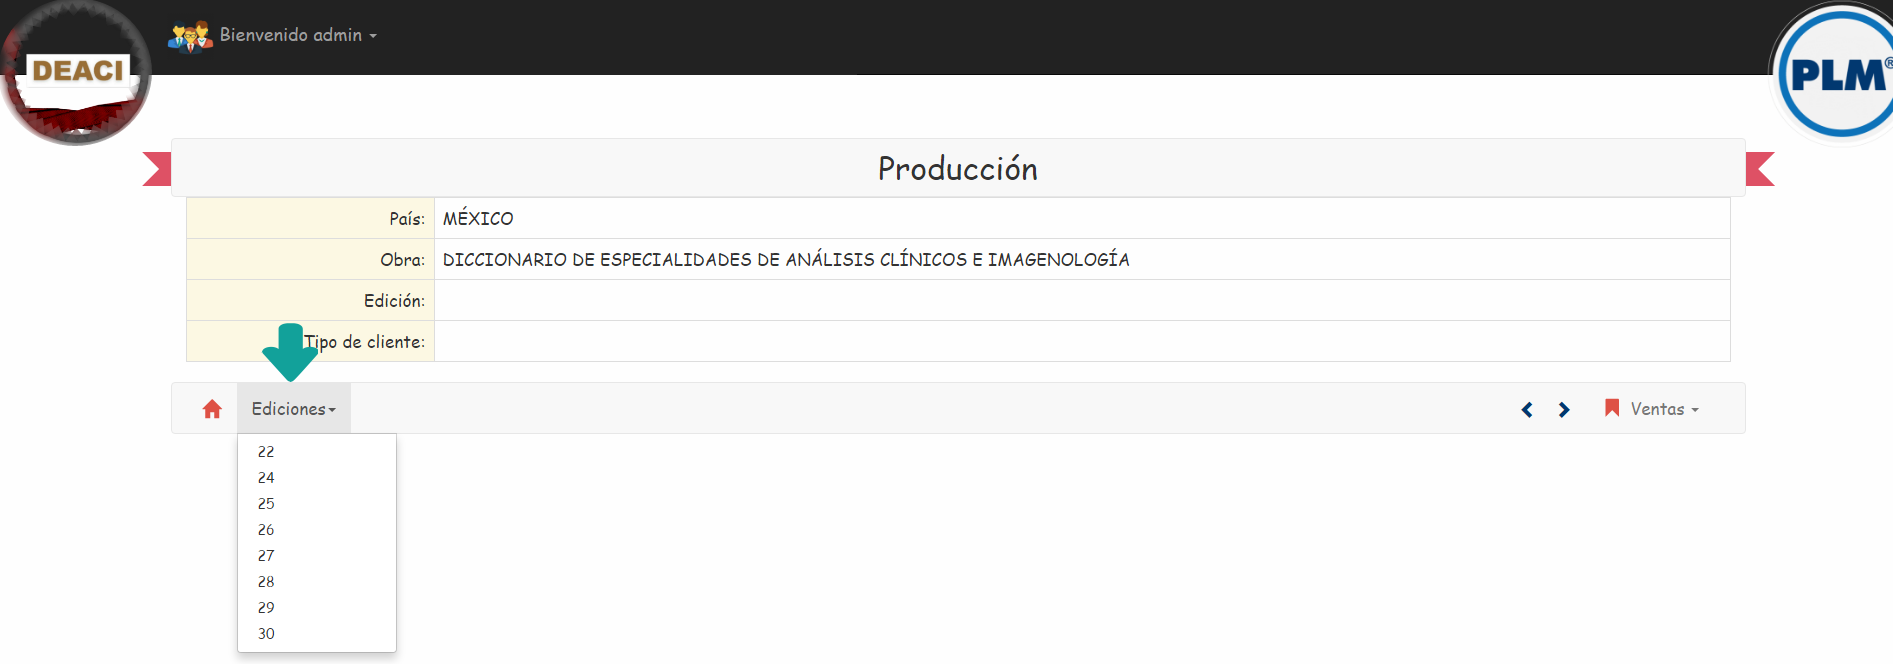 Bienvenido admin
DEACI
PLM®
Producción
País: MÉXICO
Obra: DICCIONARIO DE ESPECIALIDADES DE ANÁLISIS CLÍNICOS E IMAGENOLOGÍA
Edición:
Tipo de cliente:
Ediciones
Ventas
22
24
25
26
27
28
29
30